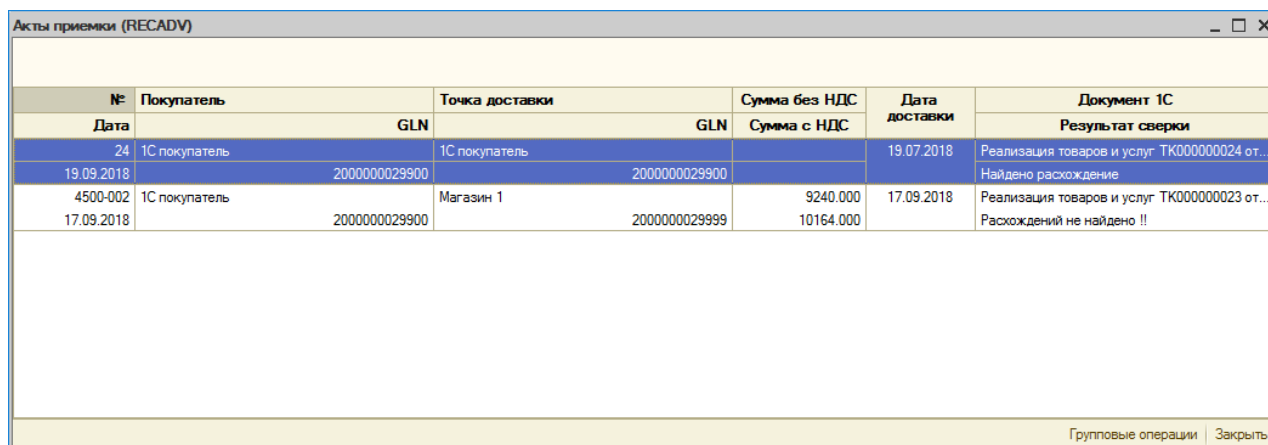 Акты приемки (RECADV)
№ Покупатель Точка доставки Сумма без НДС Дата доставки Документ 1С
Дата GLN GLN Сумма с НДС Результат сверки
24 1С покупатель 1С покупатель 19.07.2018 Реализация товаров и услуг ТК000000024 от...
19.09.2018 2000000029900 2000000029900 Найдено расхождение
4500-002 1С покупатель Магазин 1 9240.000 17.09.2018 Реализация товаров и услуг ТК000000023 от...
17.09.2018 2000000029900 2000000029999 10164.000 Расхождений не найдено !!
Групповые операции Закрыть